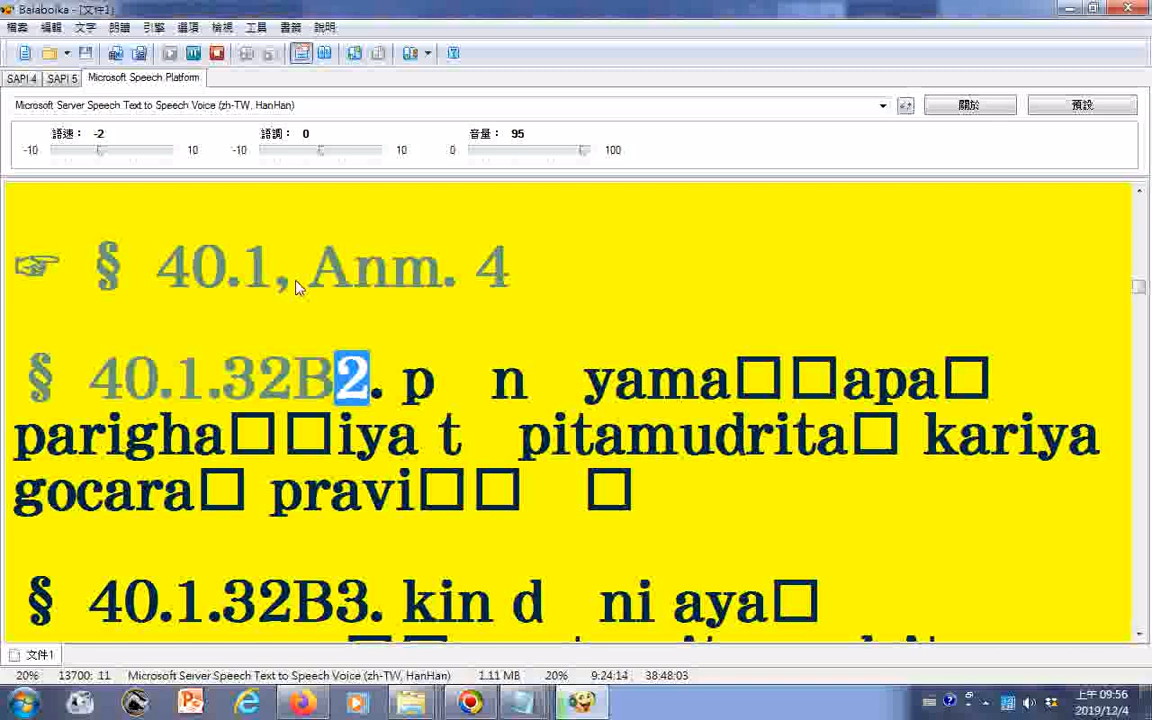 Balabolka - [文件1]
檔案 編輯 文字 朗讀 引擎 選項 檢視 工具 書籤 說明
SAPI 4 SAPI 5 Microsoft Speech Platform
Microsoft Server Speech Text to Speech Voice (zh-TW, HanHan) 關於 預設
語速： -2 語調： 0 音量： 95
-10 10 -10 10 0 100
☞ § 40.1, Anm. 4
§ 40.1.32B2. p n yama□□apa□
parigha□□iya t pitamudrita□ kariya
gocara□ pravi□□ □
§ 40.1.32B3. kin d ni aya□
文件1
20% 13700: 11 Microsoft Server Speech Text to Speech Voice (zh-TW, HanHan) 1.11 MB 20% 9:24:14 38:48:03
上午 09:56
2019/12/4